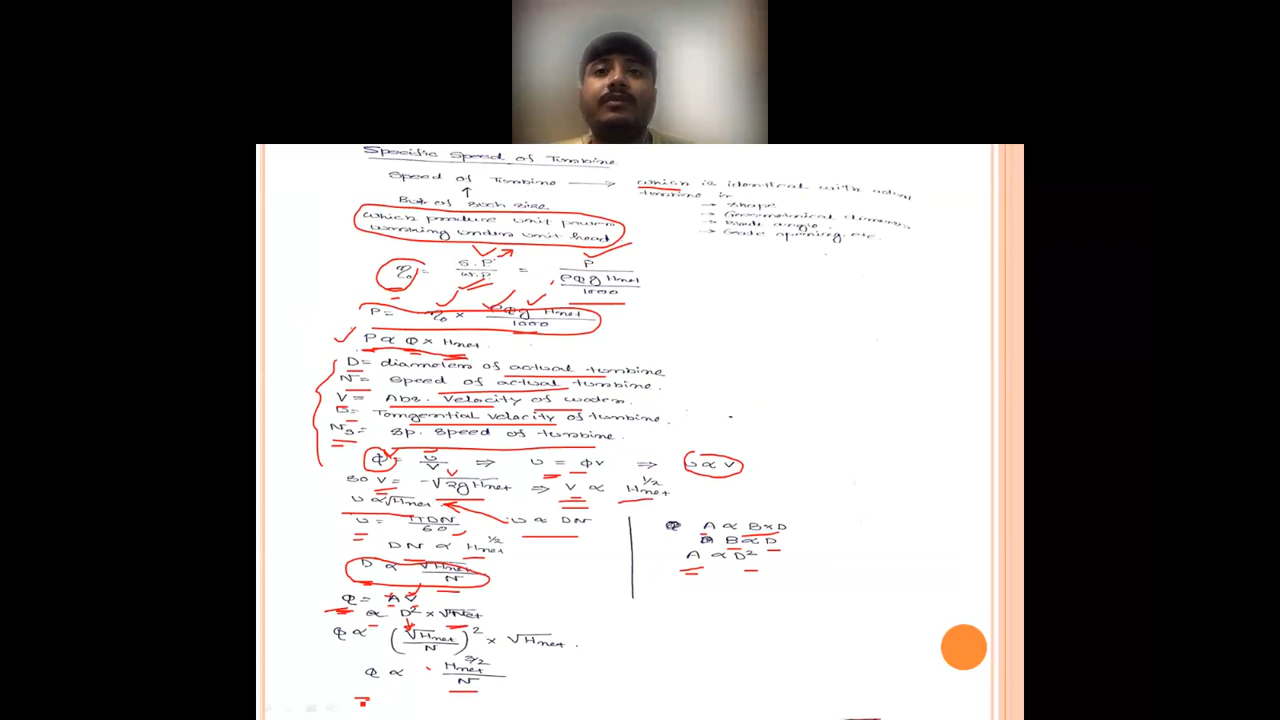 Specific speed of Turbine
Speed of Turbine → which is identical with actual
turbine in
But of such size
→ shape
which produce unit power
→ Geometrical dimension
working under unit head
→ Blade angle.
→ Gate opening etc.
η₀ = S.P / W.P = P / (ρQg Hnet / 1000)
P = η₀ × ρQg Hnet / 1000
P ∝ Q × Hnet.
D = diameter of actual turbine
N = speed of actual turbine.
V = Abs. velocity of water.
U = Tangential velocity of turbine.
Ns = Sp. speed of turbine.
φ = υ / V ⇒ υ = φV ⇒ υ ∝ V
so V = √2gHnet ⇒ V ∝ Hnet^1/2
υ ∝ √Hnet
υ = πDN / 60 υ ∝ DN
DN ∝ Hnet^1/2
D ∝ √Hnet / N
Q = AV
∝ D² × √Hnet
Q ∝ (√Hnet / N)² × √Hnet.
Q ∝ Hnet^3/2 / N
A ∝ B×D
B ∝ D
A ∝ D²